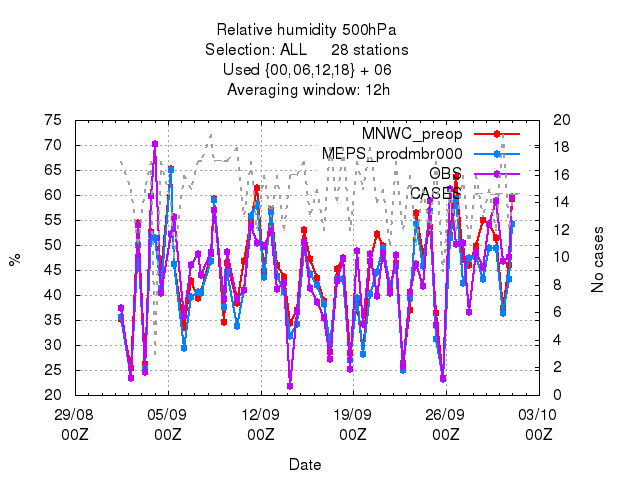 Relative humidity 500hPa
Selection: ALL 28 stations
Used {00,06,12,18} + 06
Averaging window: 12h
75 20
70 18
65 16
60 14
55 12
50 10
45 8
40 6
35 4
30 2
25 0
20
MNWC_preop
MEPS_prodmbr000
OBS
CASES
%
No cases
29/08 05/09 12/09 19/09 26/09 03/10
00Z 00Z 00Z 00Z 00Z 00Z
Date